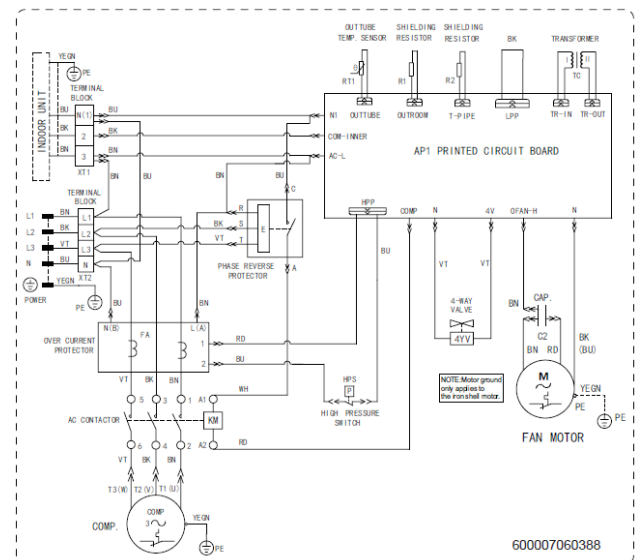 OUTTUBE
TEMP. SENSOR
SHIELDING
RESISTOR
SHIELDING
RESISTOR
BK
TRANSFORMER
θ
RT1
R1
R2
I
II
TC
OUTTUBE
OUTROOM
T-PIPE
LPP
TR-IN
TR-OUT
N1
COM-INNER
AC-L
AP1 PRINTED CIRCUIT BOARD
HPP
COMP
N
4V
OFAN-H
N
INDOOR UNIT
YEGN
PE
TERMINAL
BLOCK
BU
N(1)
BU
BK
2
BK
BN
3
BN
XT1
BN
BU
BN
BU
TERMINAL
BLOCK
L1
BN
L1
L2
BK
L2
L3
VT
L3
N
BU
N
YEGN
XT2
POWER
PE
C
R
BK
S
VT
T
E
A
PHASE REVERSE
PROTECTOR
BU
BN
BU
N(B)
FA
L(A)
OVER CURRENT
PROTECTOR
1
RD
2
BU
VT
VT
4-WAY
VALVE
4YV
BN
CAP.
C2
BN
RD
BK
(BU)
M
YEGN
PE
PE
FAN MOTOR
NOTE:Motor ground
only applies to
the iron shell motor.
HPS
P
HIGH PRESSURE
SWITCH
VT
BK
BN
WH
5
3
1
A1
AC CONTACTOR
KM
6
4
2
A2
RD
VT
BK
BN
T3(W)
T2(V)
T1(U)
COMP
3
COMP.
YEGN
PE
600007060388